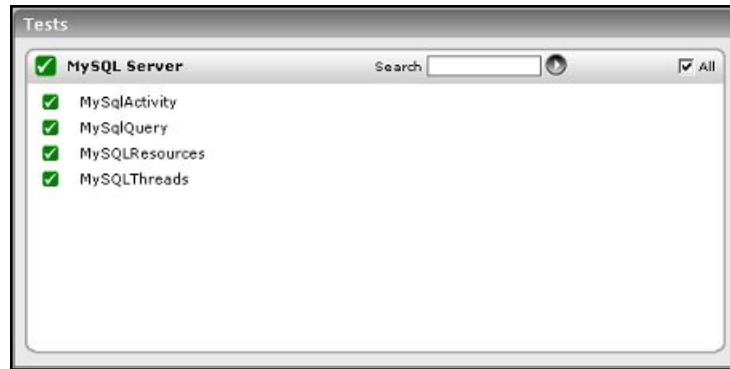 Tests
MySQL Server Search All
MySqlActivity
MySqlQuery
MySQLResources
MySQLThreads